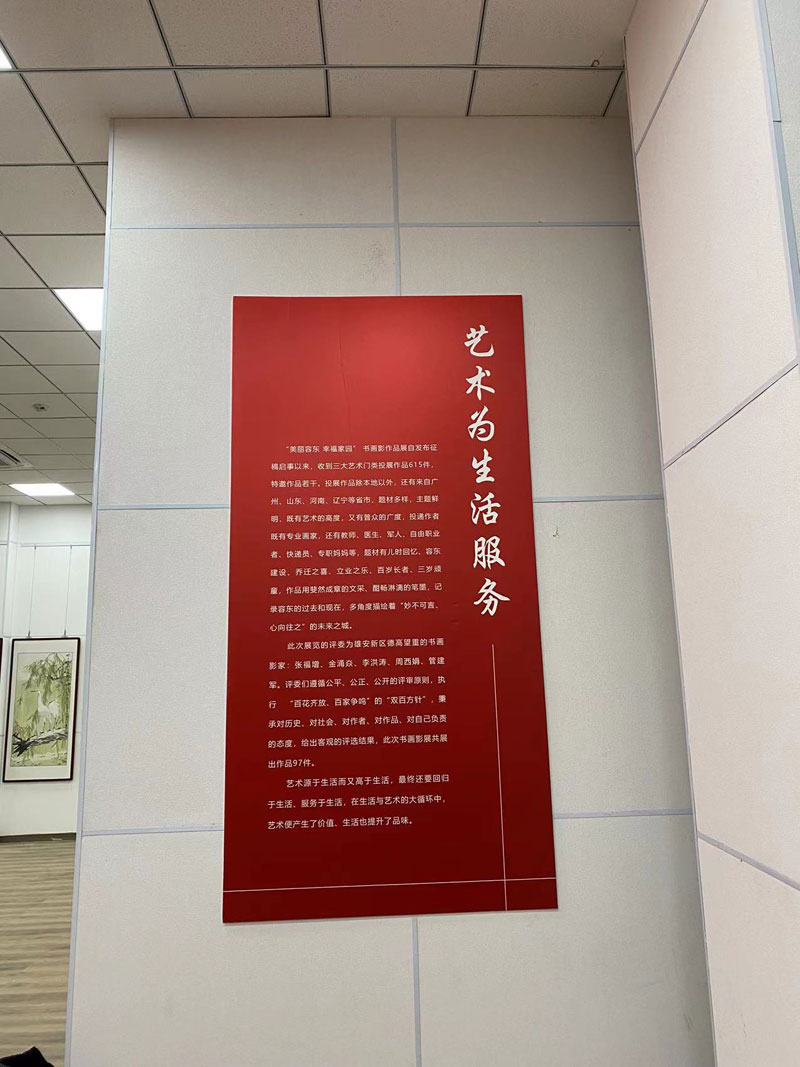 艺术为生活服务
“美丽容东 幸福家园” 书画影作品展自发布征
稿启事以来，收到三大艺术门类投展作品615件，
特邀作品若干。投展作品除本地以外，还有来自广
州、山东、河南、辽宁等省市，题材多样，主题鲜
明，既有艺术的高度，又有普众的广度，投递作者
既有专业画家，还有教师、医生、军人、自由职业
者、快递员、专职妈妈等，题材有儿时回忆、容东
建设、乔迁之喜、立业之乐、百岁长者、三岁顽
童，作品用斐然成章的文采、酣畅淋漓的笔墨，记
录容东的过去和现在，多角度描绘着“妙不可言、
心向往之”的未来之城。
此次展览的评委为雄安新区德高望重的书画
影家：张福增、金涌焱、李洪涛、周西娟、管建
军。评委们遵循公平、公正、公开的评审原则，执
行 “百花齐放、百家争鸣”的“双百方针”，秉
承对历史、对社会、对作者、对作品、对自己负责
的态度，给出客观的评选结果，此次书画影展共展
出作品97件。
艺术源于生活而又高于生活，最终还要回归
于生活、服务于生活，在生活与艺术的大循环中，
艺术便产生了价值、生活也提升了品味。